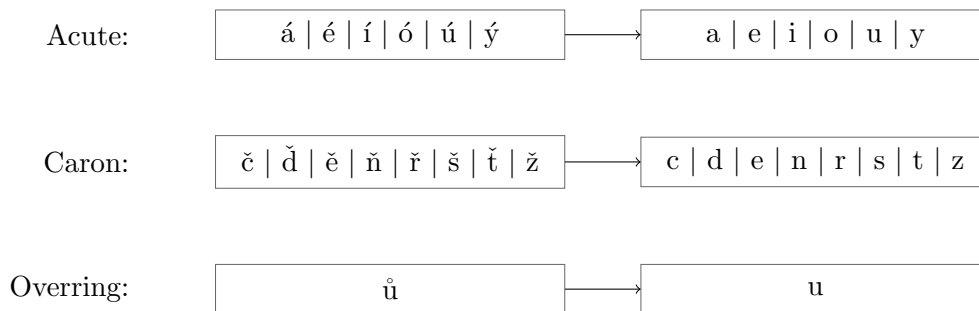 Acute: á | é | í | ó | ú | ý a | e | i | o | u | y
Caron: č | ď | ě | ň | ř | š | ť | ž c | d | e | n | r | s | t | z
Overring: ů u